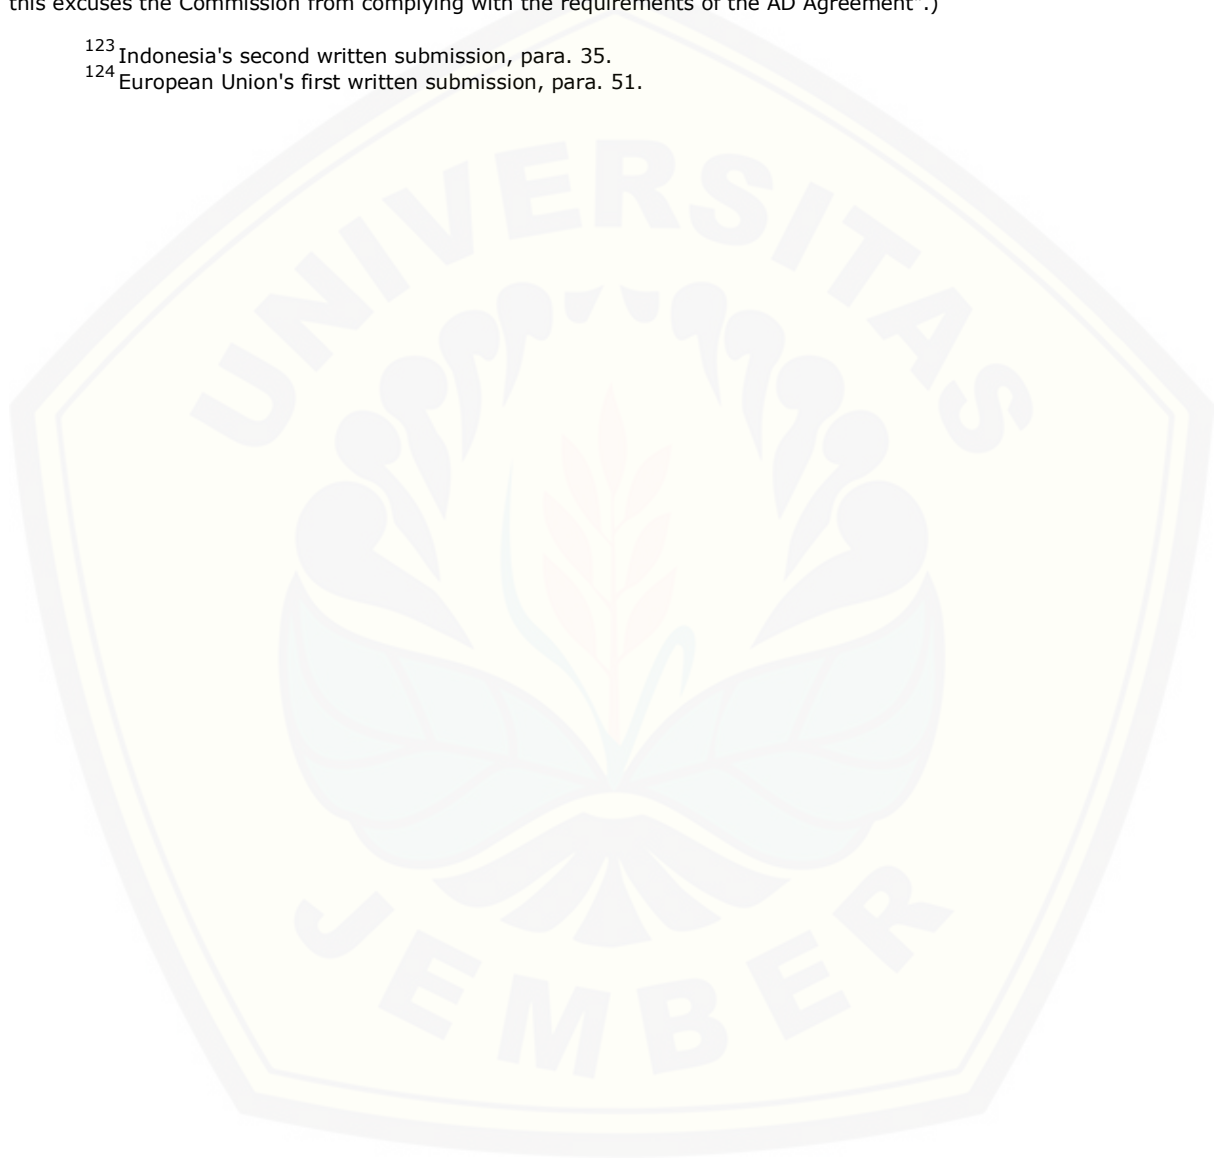 this excuses the Commission from complying with the requirements of the AD Agreement".)
123 Indonesia's second written submission, para. 35.
124 European Union's first written submission, para. 51.
UNIVERSITAS
JEMBER